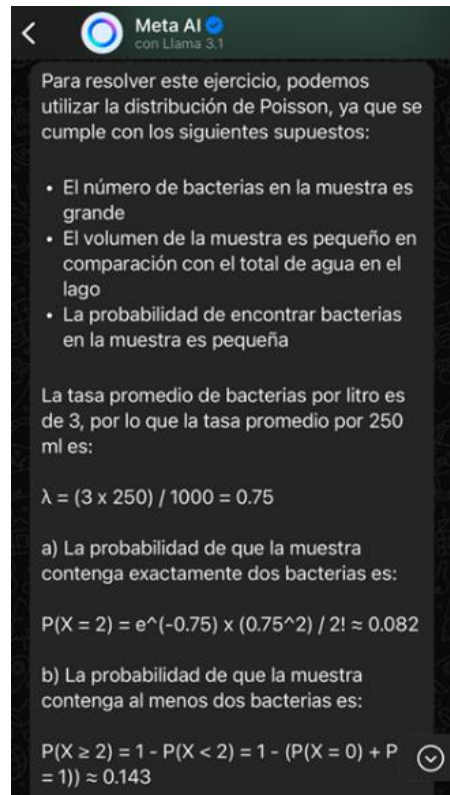 Meta AI
con Llama 3.1
Para resolver este ejercicio, podemos
utilizar la distribución de Poisson, ya que se
cumple con los siguientes supuestos:
• El número de bacterias en la muestra es
grande
• El volumen de la muestra es pequeño en
comparación con el total de agua en el
lago
• La probabilidad de encontrar bacterias
en la muestra es pequeña
La tasa promedio de bacterias por litro es
de 3, por lo que la tasa promedio por 250
ml es:
λ = (3 x 250) / 1000 = 0.75
a) La probabilidad de que la muestra
contenga exactamente dos bacterias es:
P(X = 2) = e^(-0.75) x (0.75^2) / 2! ≈ 0.082
b) La probabilidad de que la muestra
contenga al menos dos bacterias es:
P(X ≥ 2) = 1 - P(X < 2) = 1 - (P(X = 0) + P
= 1)) ≈ 0.143